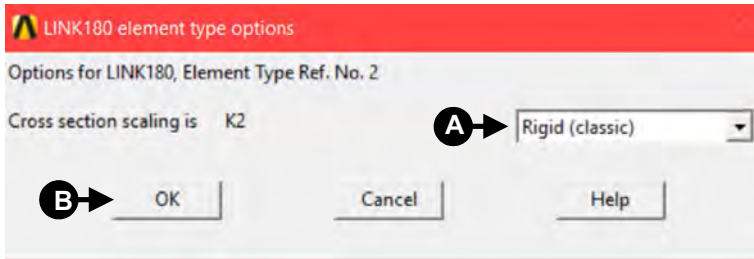 LINK180 element type options
Options for LINK180, Element Type Ref. No. 2
Cross section scaling is K2 A Rigid (classic)
B OK Cancel Help